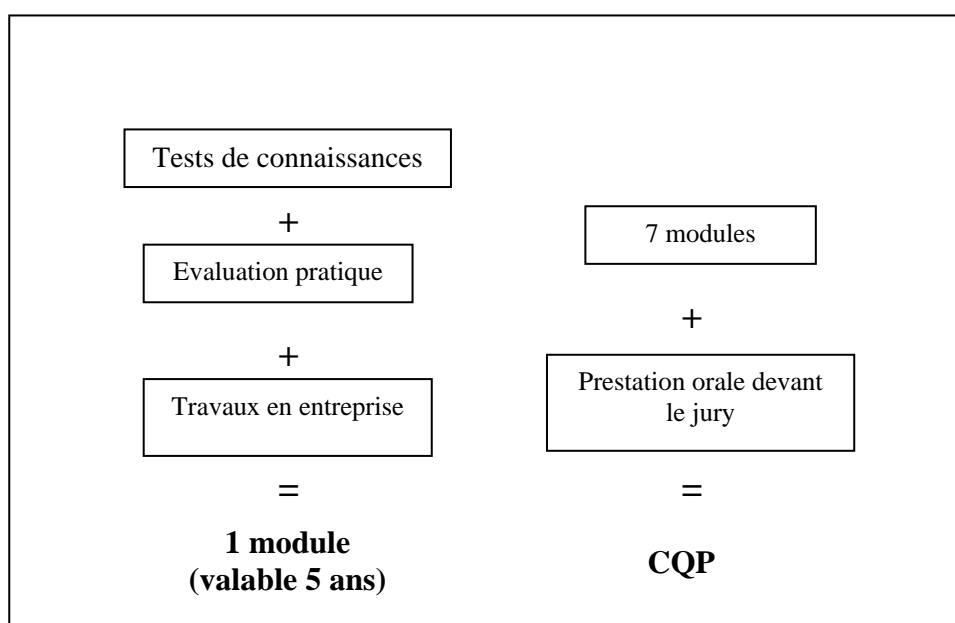 Tests de connaissances
+
Evaluation pratique
+
Travaux en entreprise
=
1 module
(valable 5 ans)
7 modules
+
Prestation orale devant
le jury
=
CQP